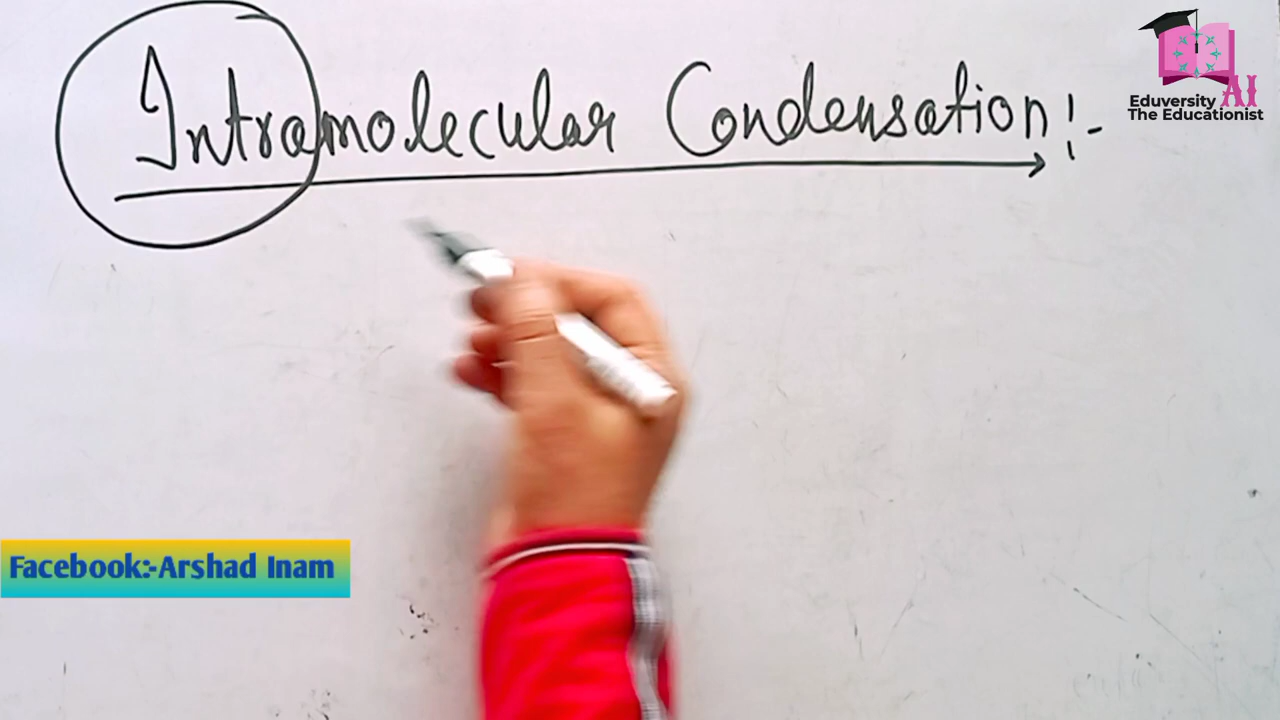 Intramolecular Condensation:-
Eduversity AI
The Educationist
Facebook:-Arshad Inam